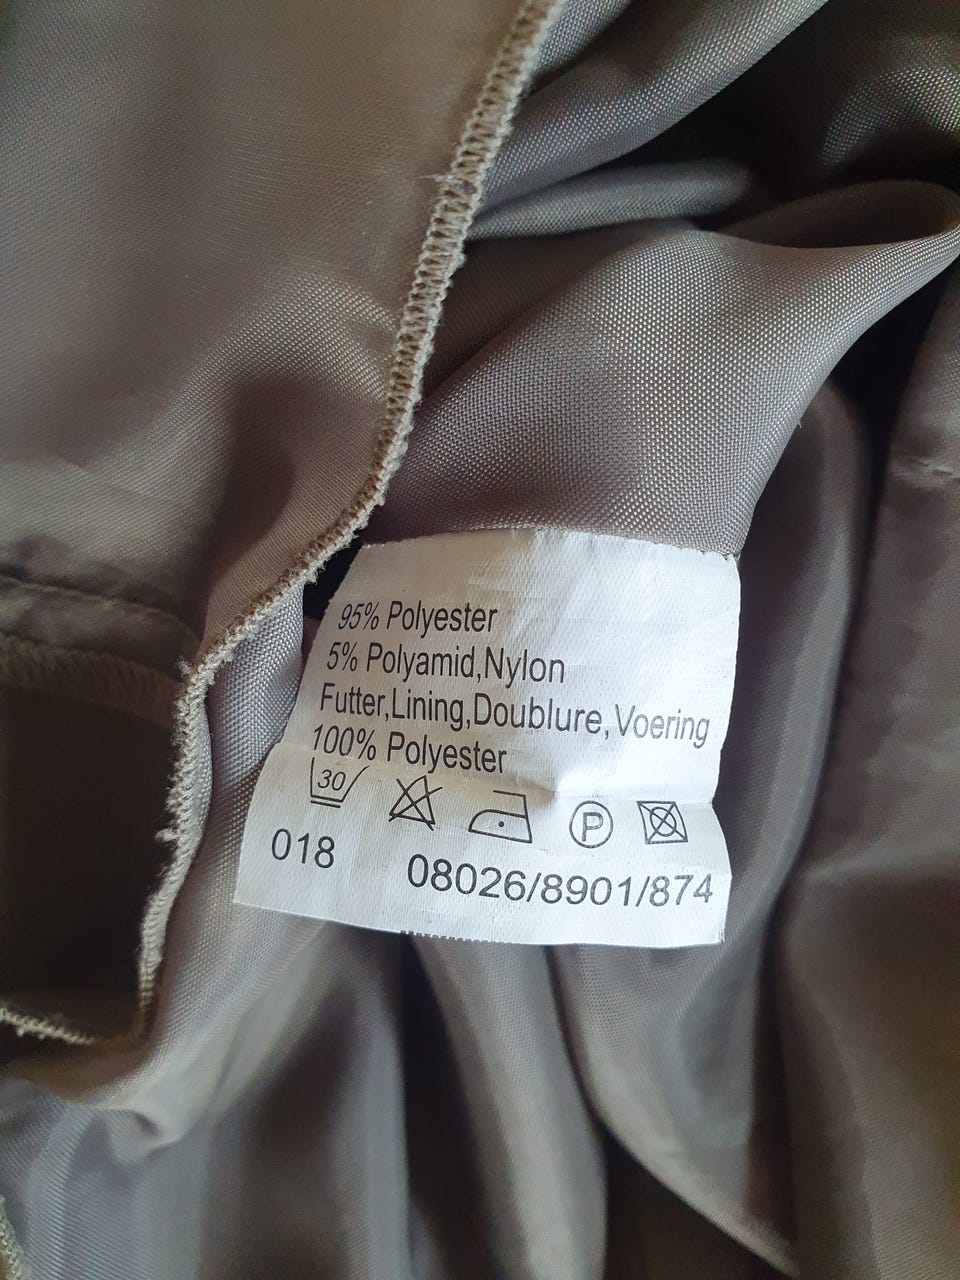 95% Polyester
5% Polyamid,Nylon
Futter,Lining,Doublure,Voering
100% Polyester
30 P
018 08026/8901/874